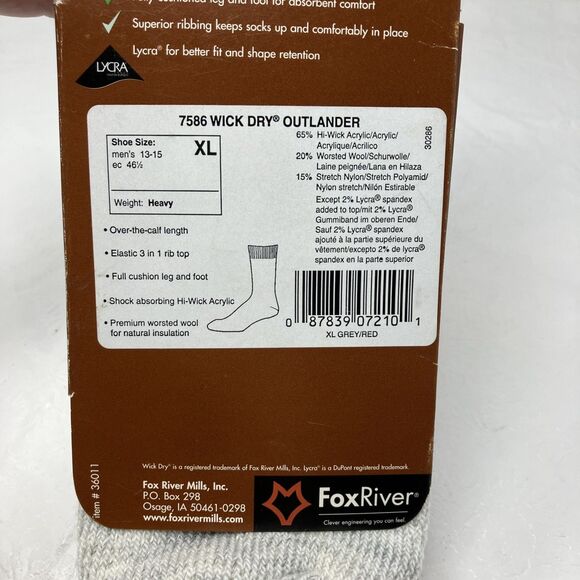 cushioned leg and foot for absorbent comfort
✓ Superior ribbing keeps socks up and comfortably in place
Lycra® for better fit and shape retention
LYCRA
7586 WICK DRY® OUTLANDER
Shoe Size:
men's 13-15
ec 46½
XL
Weight: Heavy
65% Hi-Wick Acrylic/Acrylic/
Acrylique/Acrilico
20% Worsted Wool/Schurwolle/
Laine peignée/Lana en Hilaza
15% Stretch Nylon/Stretch Polyamid/
Nylon stretch/Nilón Estirable
Except 2% Lycra® spandex
added to top/mit 2% Lycra®
Gummiband im oberen Ende/
Sauf 2% Lycra® spandex
ajouté à la partie supérieure du
vêtement/excepto 2% de lycra®
spandex en la parte superior
30286
• Over-the-calf length
• Elastic 3 in 1 rib top
• Full cushion leg and foot
• Shock absorbing Hi-Wick Acrylic
• Premium worsted wool
for natural insulation
0 87839 07210 1
XL GREY/RED
Wick Dry® is a registered trademark of Fox River Mills, Inc. Lycra® is a DuPont registered trademark.
item # 36011
Fox River Mills, Inc.
P.O. Box 298
Osage, IA 50461-0298
www.foxrivermills.com
FoxRiver®
Clever engineering you can feel.